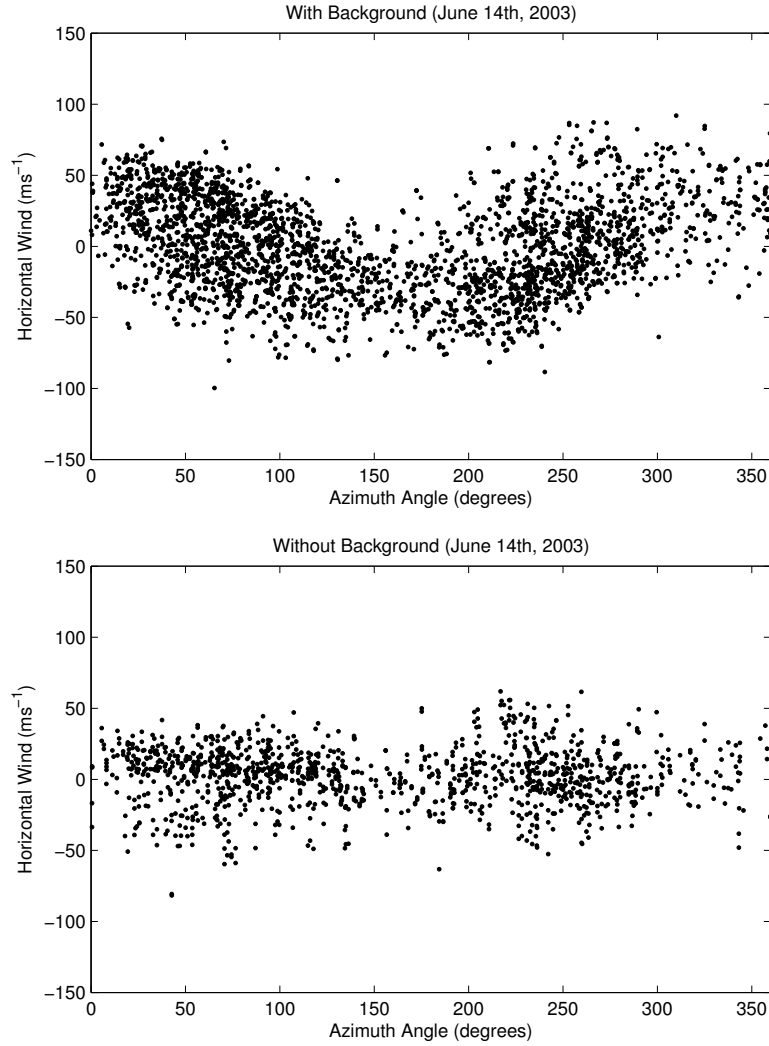 With Background (June 14th, 2003)
150
100
50
0
−50
−100
−150
Horizontal Wind (ms⁻¹)
0 50 100 150 200 250 300 350
Azimuth Angle (degrees)
Without Background (June 14th, 2003)
150
100
50
0
−50
−100
−150
Horizontal Wind (ms⁻¹)
0 50 100 150 200 250 300 350
Azimuth Angle (degrees)